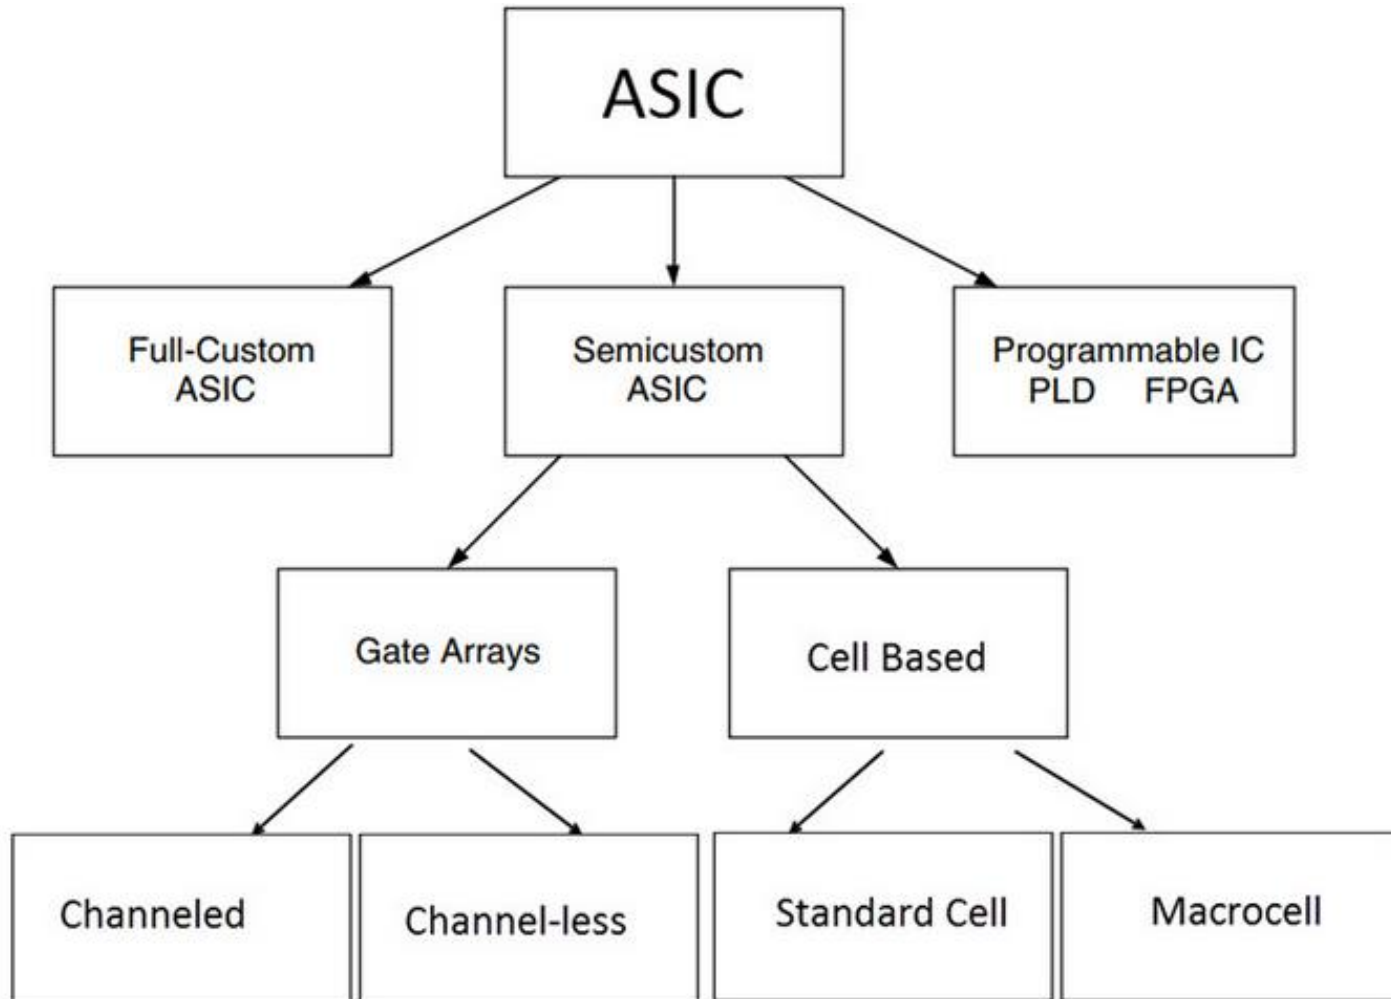 ASIC
Full-Custom
ASIC
Semicustom
ASIC
Programmable IC
PLD FPGA
Gate Arrays
Cell Based
Channeled
Channel-less
Standard Cell
Macrocell